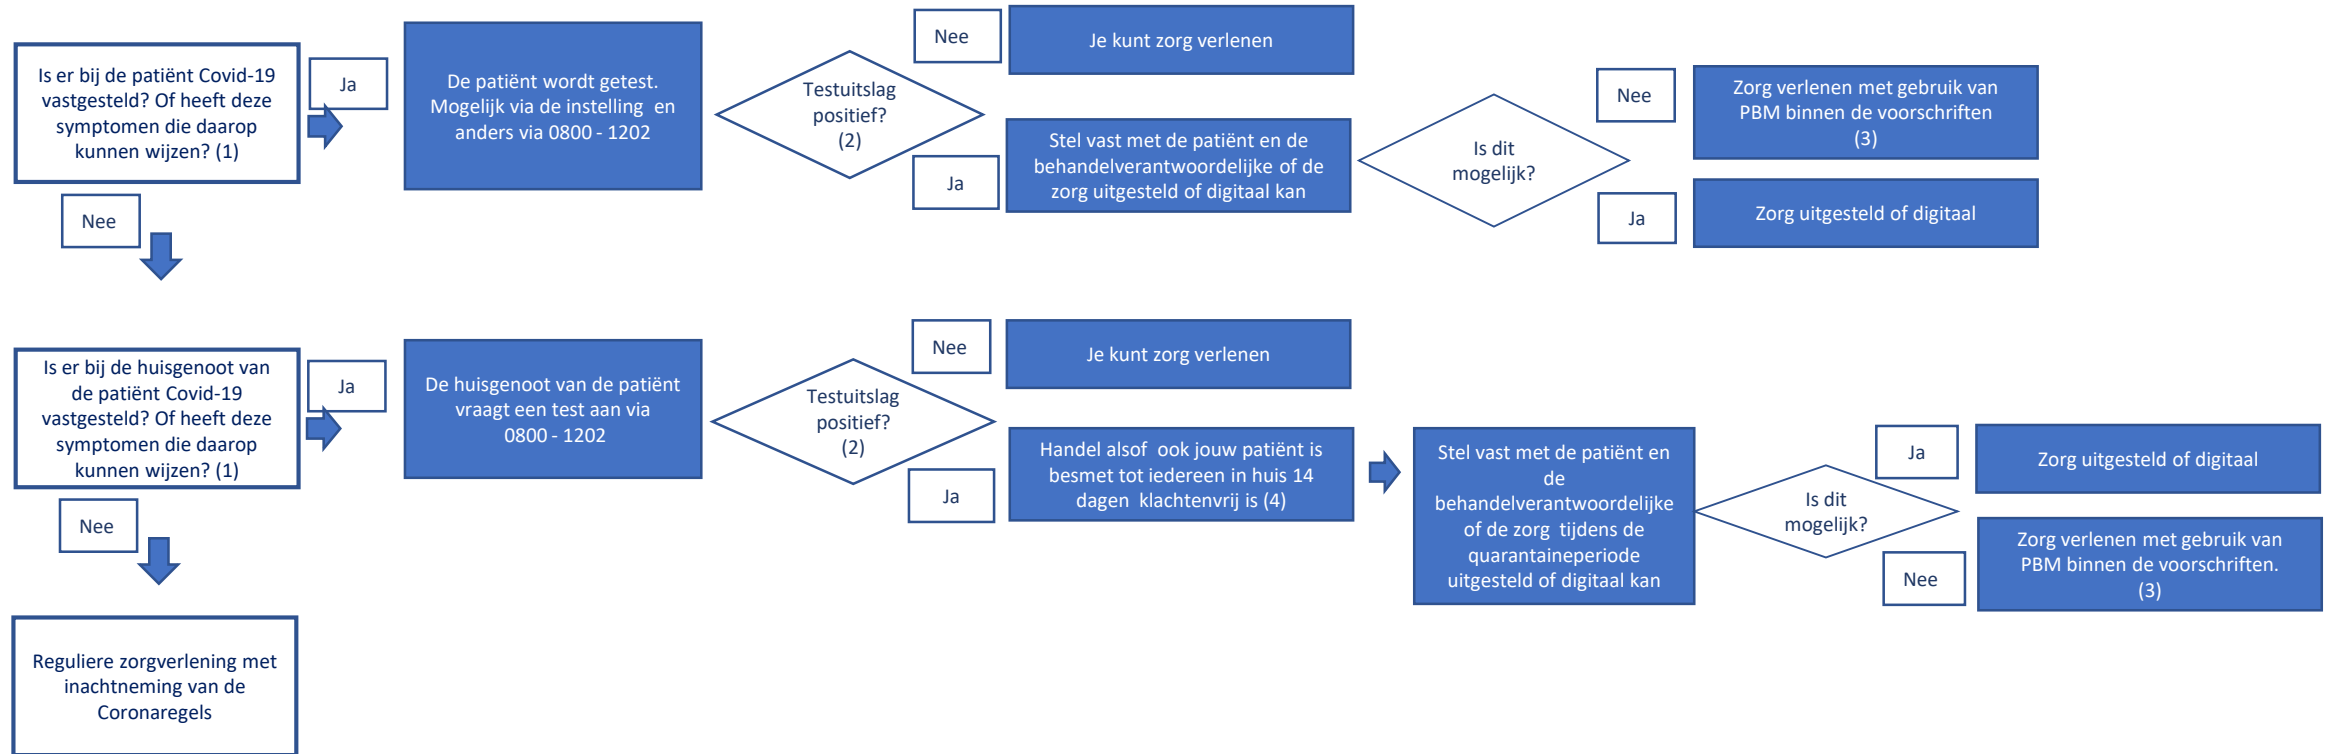 Is er bij de patiënt Covid-19
vastgesteld? Of heeft deze
symptomen die daarop
kunnen wijzen? (1)
Ja
De patiënt wordt getest.
Mogelijk via de instelling en
anders via 0800 - 1202
Testuitslag
positief?
(2)
Nee
Je kunt zorg verlenen
Ja
Stel vast met de patiënt en de
behandelverantwoordelijke of de
zorg uitgesteld of digitaal kan
Is dit
mogelijk?
Nee
Zorg verlenen met gebruik van
PBM binnen de voorschriften
(3)
Ja
Zorg uitgesteld of digitaal
Nee
Is er bij de huisgenoot van
de patiënt Covid-19
vastgesteld? Of heeft deze
symptomen die daarop
kunnen wijzen? (1)
Ja
De huisgenoot van de patiënt
vraagt een test aan via
0800 - 1202
Testuitslag
positief?
(2)
Nee
Je kunt zorg verlenen
Ja
Handel alsof ook jouw patiënt is
besmet tot iedereen in huis 14
dagen klachtenvrij is (4)
Stel vast met de patiënt en
de
behandelverantwoordelijke
of de zorg tijdens de
quarantaineperiode
uitgesteld of digitaal kan
Is dit
mogelijk?
Ja
Zorg uitgesteld of digitaal
Nee
Zorg verlenen met gebruik van
PBM binnen de voorschriften.
(3)
Nee
Reguliere zorgverlening met
inachtneming van de
Coronaregels